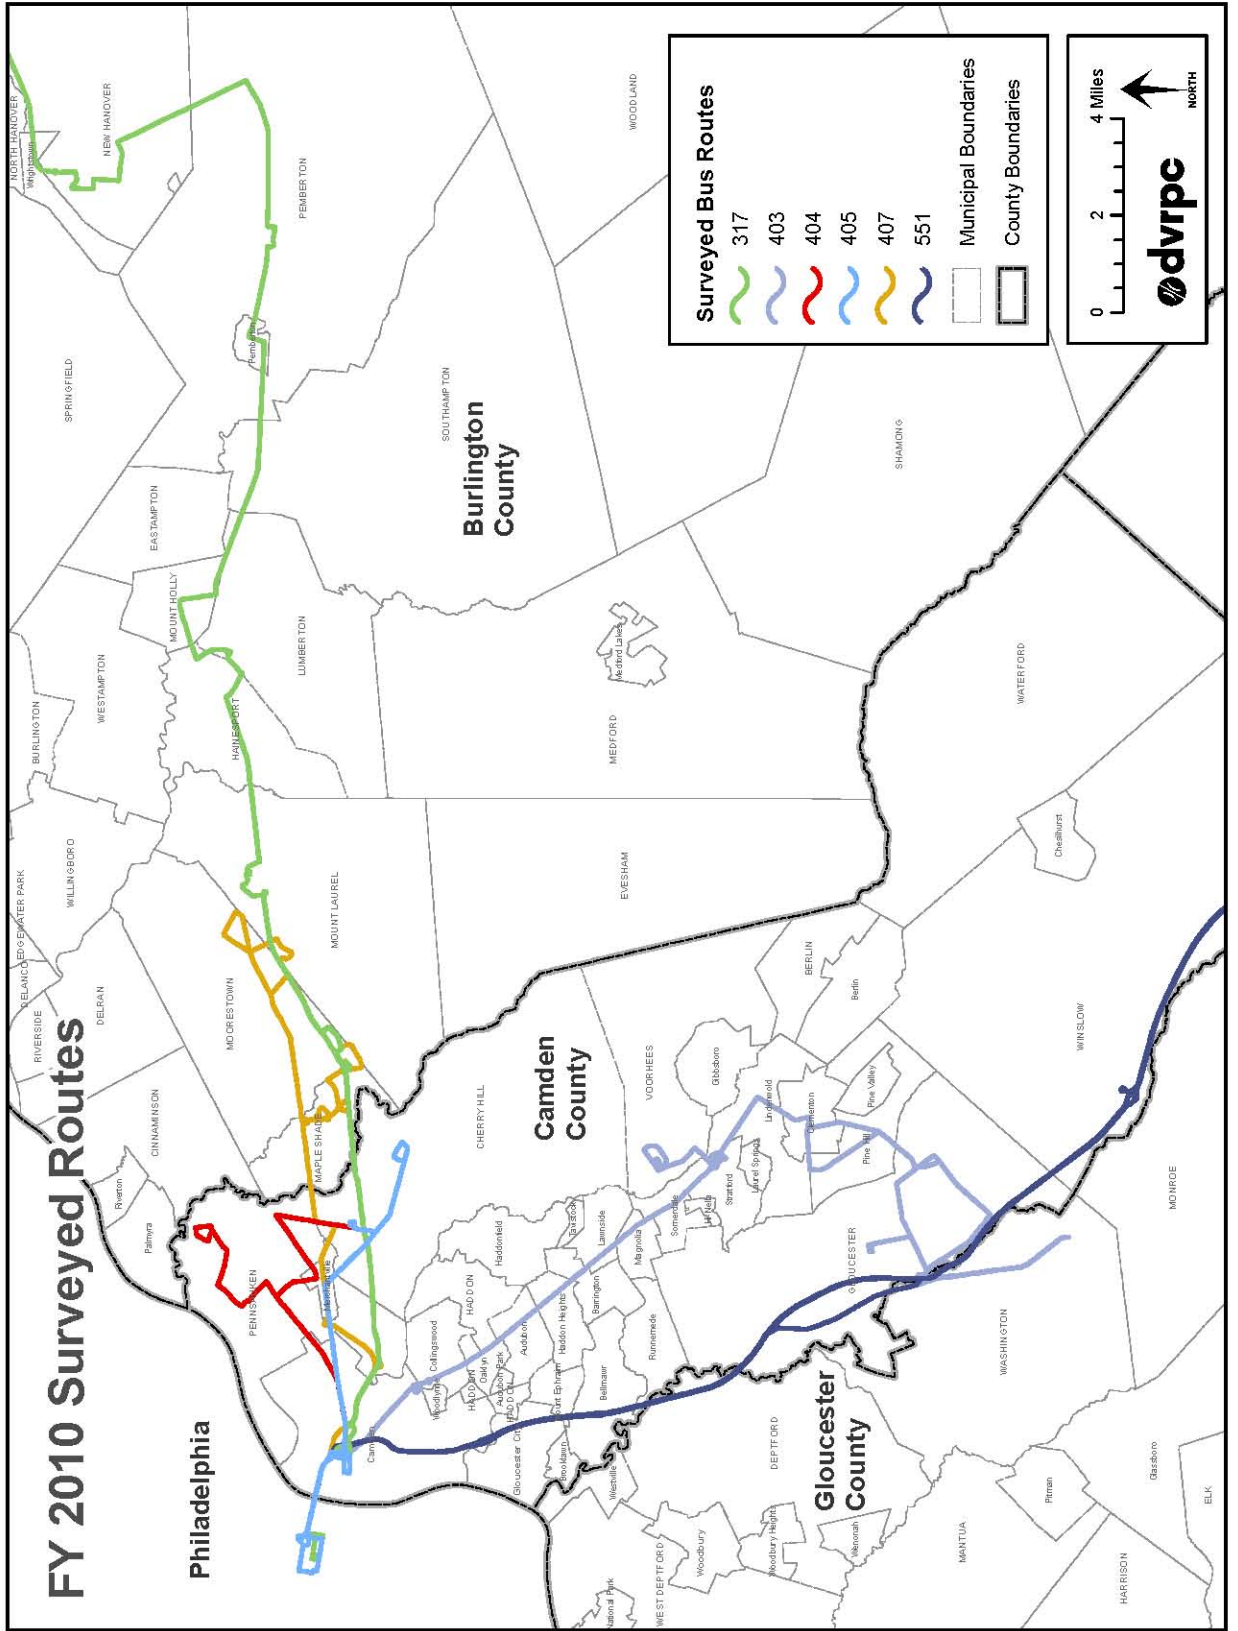 FY 2010 Surveyed Routes
Philadelphia
Burlington
County
Camden
County
Gloucester
County
NORTH HANOVER
Wrightstown
NEW HANOVER
PEMBERTON
WOODLAND
SPRINGFIELD
Pemberton
SOUTHAMPTON
EASTAMPTON
MOUNT HOLLY
LUMBERTON
SHAMONG
BURLINGTON
WESTAMPTON
HAINESPORT
MEDFORD
Medford Lakes
WATERFORD
EDGEWATER PARK
WILLINGBORO
MOUNT LAUREL
EVESHAM
Chesilhurst
DELANCO
RIVERSIDE
DELRAN
MOORESTOWN
CINNAMINSON
MAPLE SHADE
CHERRY HILL
VOORHEES
Gibbsboro
BERLIN
Berlin
WINSLOW
Riverton
Palmyra
PENNSAUKEN
Merchantville
Haddonfield
HADDON
Collingswood
Woodlynne
Camden
HADDON
Oaklyn
Audubon Park
HADDON
Audubon
Haddon Heights
Mount Ephraim
Barrington
Tavistock
Lawnside
Magnolia
Somerdale
Hi Nella
Stratford
Laurel Springs
Lindenwold
Clementon
Pine Valley
Pine Hill
Runnemede
Bellmawr
Gloucester City
Brooklawn
Westville
GLOUCESTER
MONROE
WASHINGTON
DEPTFORD
WEST DEPTFORD
National Park
Woodbury
Woodbury Heights
Wenonah
MANTUA
Pitman
Glassboro
ELK
HARRISON
Surveyed Bus Routes
317
403
404
405
407
551
Municipal Boundaries
County Boundaries
0 2 4 Miles
NORTH
dvrpc